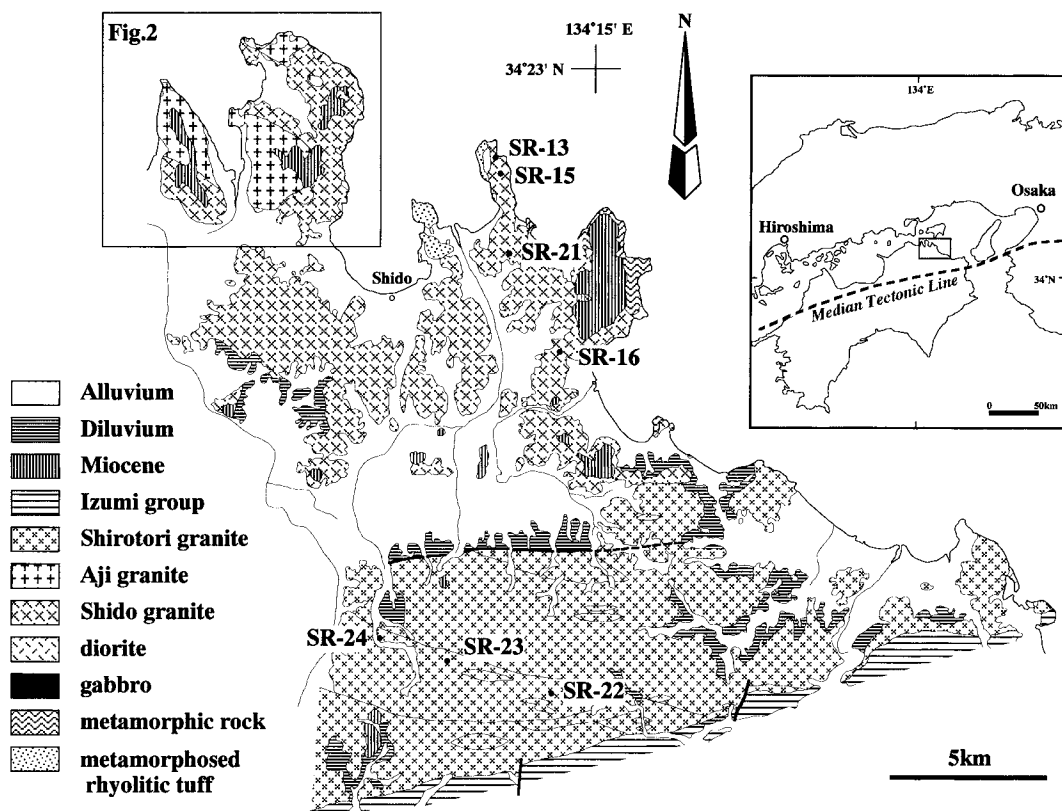 Fig.2
134°15' E
34°23' N
N
SR-13
SR-15
SR-21
Shido
SR-16
134°E
Osaka
Hiroshima
34°N
Median Tectonic Line
0 50km
Alluvium
Diluvium
Miocene
Izumi group
Shirotori granite
Aji granite
Shido granite
diorite
gabbro
metamorphic rock
metamorphosed
rhyolitic tuff
SR-24
SR-23
SR-22
5km